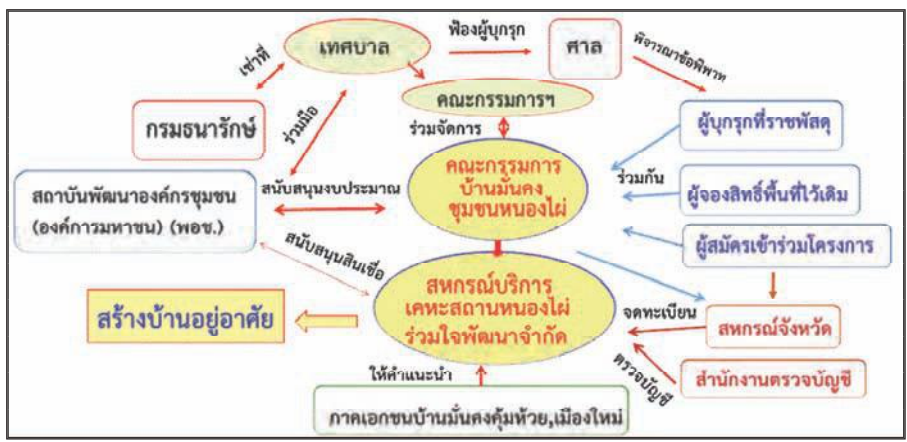 เทศบาล
ฟ้องผู้บุกรุก
ศาล
พิจารณาข้อพิพาท
เช่าที่
คณะกรรมการฯ
กรมธนารักษ์
ร่วมมือ
ร่วมจัดการ
ผู้บุกรุกที่ราชพัสดุ
คณะกรรมการ
บ้านมั่นคง
ชุมชนหนองไผ่
สถาบันพัฒนาองค์กรชุมชน
(องค์การมหาชน) (พอช.)
สนับสนุนงบประมาณ
ร่วมกัน
ผู้จองสิทธิ์พื้นที่ไว้เดิม
ผู้สมัครเข้าร่วมโครงการ
สนับสนุนสินเชื่อ
สหกรณ์บริการ
เคหะสถานหนองไผ่
ร่วมใจพัฒนาจำกัด
สร้างบ้านอยู่อาศัย
จดทะเบียน
สหกรณ์จังหวัด
ตรวจบัญชี
สำนักงานตรวจบัญชี
ให้คำแนะนำ
ภาคเอกชนบ้านมั่นคงคุ้มห้วย,เมืองใหม่